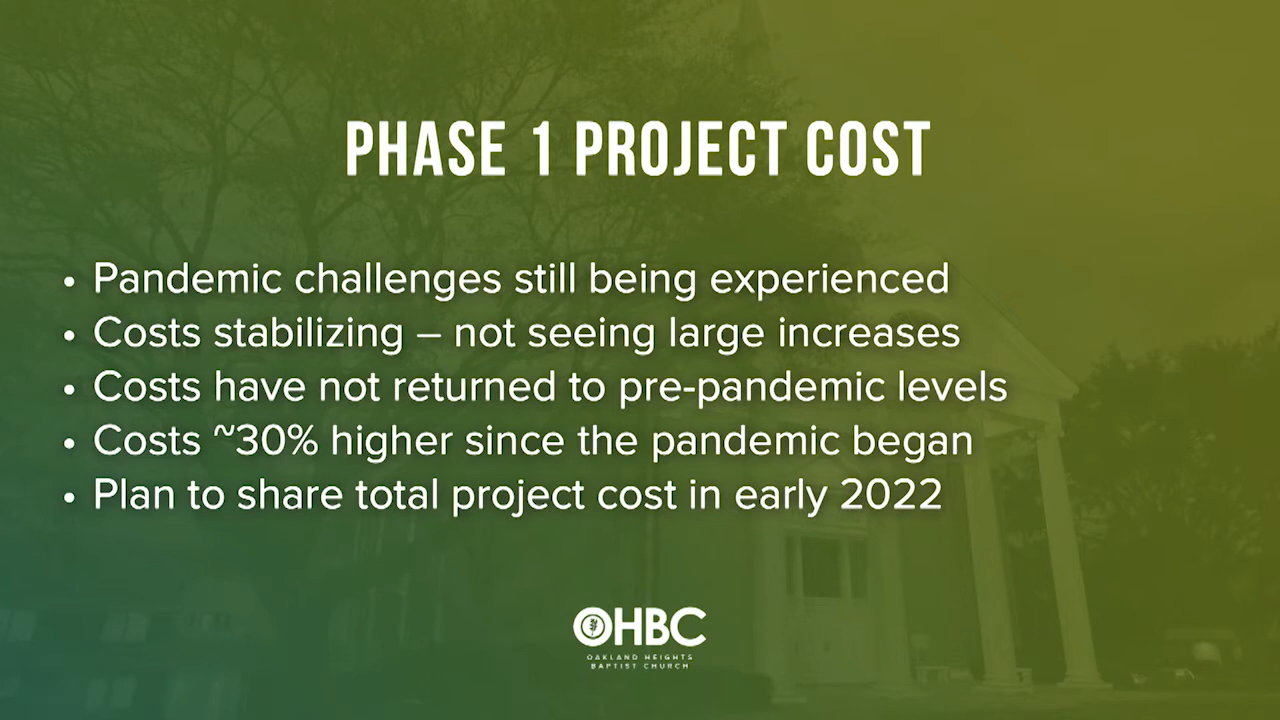 PHASE 1 PROJECT COST
• Pandemic challenges still being experienced
• Costs stabilizing – not seeing large increases
• Costs have not returned to pre-pandemic levels
• Costs ~30% higher since the pandemic began
• Plan to share total project cost in early 2022
OHBC
OAKLAND HEIGHTS
BAPTIST CHURCH